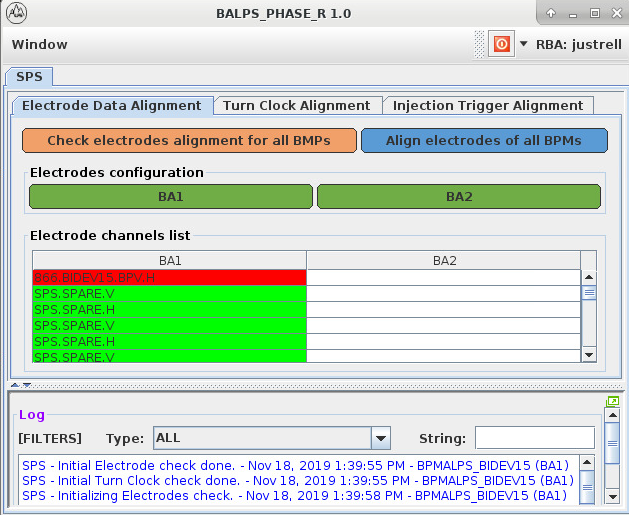 BALPS_PHASE_R 1.0
Window
RBA: justrell
SPS
Electrode Data Alignment
Turn Clock Alignment
Injection Trigger Alignment
Check electrodes alignment for all BMPs
Align electrodes of all BPMs
Electrodes configuration
BA1
BA2
Electrode channels list
BA1
BA2
SPS.SPARE.V
SPS.SPARE.H
SPS.SPARE.V
SPS.SPARE.H
SPS.SPARE.V
Log
[FILTERS] Type: ALL String:
SPS - Initial Electrode check done. - Nov 18, 2019 1:39:55 PM - BPMALPS_BIDEV15 (BA1)
SPS - Initial Turn Clock check done. - Nov 18, 2019 1:39:55 PM - BPMALPS_BIDEV15 (BA1)
SPS - Initializing Electrodes check. - Nov 18, 2019 1:39:58 PM - BPMALPS_BIDEV15 (BA1)